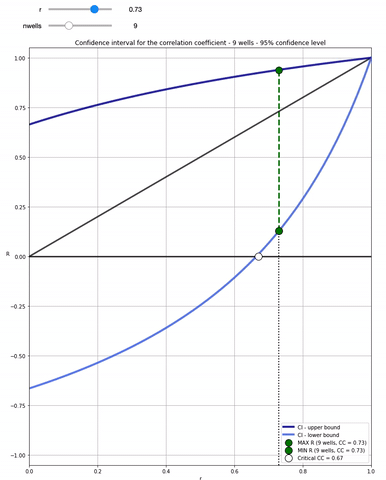 r 0.73
nwells 9
Confidence interval for the correlation coefficient - 9 wells - 95% confidence level
1.00
0.75
0.50
0.25
R
0.00
−0.25
−0.50
−0.75
−1.00
CI - upper bound
CI - lower bound
MAX R (9 wells, CC = 0.73)
MIN R (9 wells, CC = 0.73)
Critical CC = 0.67
0.0 0.2 0.4 0.6 0.8 1.0
r